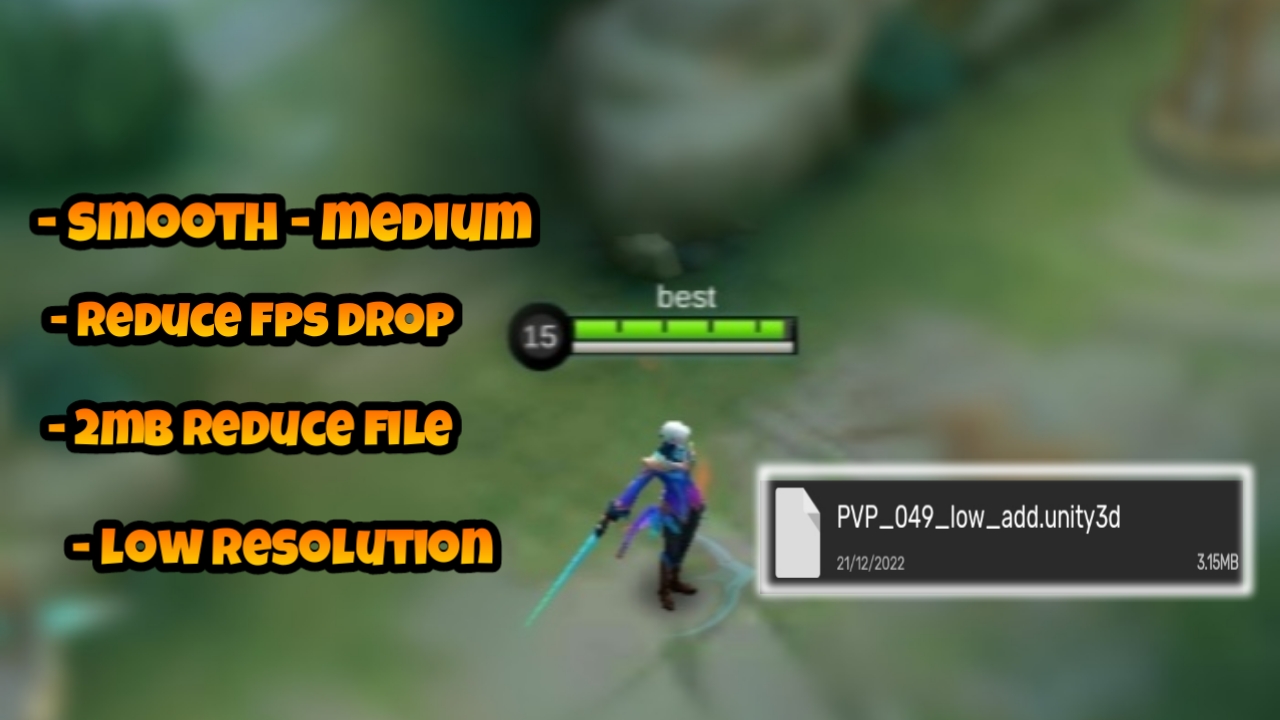 - Smooth - medium
- Reduce FPS DROP
- 2mB Reduce File
- Low Resolution
best
15
PVP_049_low_add.unity3d
21/12/2022 3.15MB